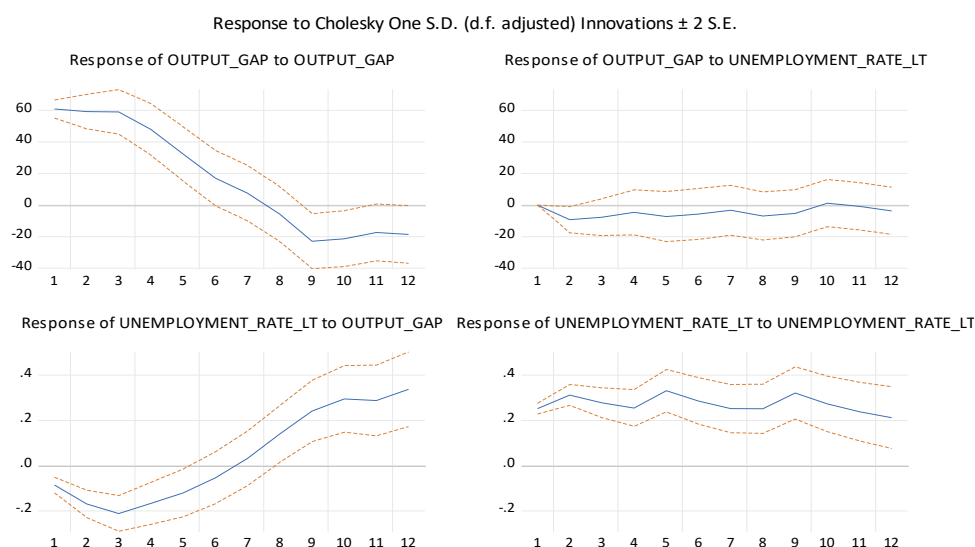 Response to Cholesky One S.D. (d.f. adjusted) Innovations ± 2 S.E.
Response of OUTPUT_GAP to OUTPUT_GAP
60
40
20
0
-20
-40
1 2 3 4 5 6 7 8 9 10 11 12
Response of OUTPUT_GAP to UNEMPLOYMENT_RATE_LT
60
40
20
0
-20
-40
1 2 3 4 5 6 7 8 9 10 11 12
Response of UNEMPLOYMENT_RATE_LT to OUTPUT_GAP
.4
.2
.0
-.2
1 2 3 4 5 6 7 8 9 10 11 12
Response of UNEMPLOYMENT_RATE_LT to UNEMPLOYMENT_RATE_LT
.4
.2
.0
-.2
1 2 3 4 5 6 7 8 9 10 11 12